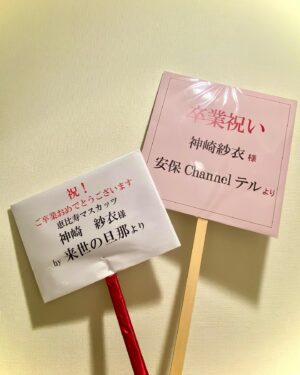 祝！
ご卒業おめでとうございます
恵比寿マスカッツ
神崎　紗衣様
by 来世の旦那より
卒業祝い
神崎紗衣 様
安保 Channel テル より